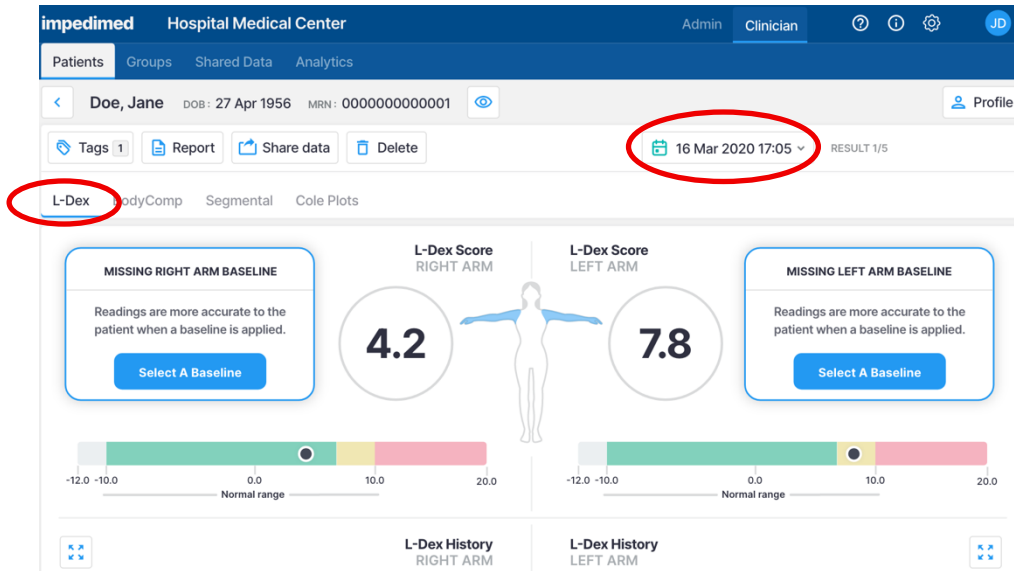 impedimed Hospital Medical Center Admin Clinician JD
Patients Groups Shared Data Analytics
Doe, Jane DOB: 27 Apr 1956 MRN: 0000000000001 Profile
Tags 1 Report Share data Delete 16 Mar 2020 17:05 RESULT 1/5
L-Dex BodyComp Segmental Cole Plots
L-Dex Score
RIGHT ARM
L-Dex Score
LEFT ARM
MISSING RIGHT ARM BASELINE
Readings are more accurate to the
patient when a baseline is applied.
Select A Baseline
4.2
7.8
MISSING LEFT ARM BASELINE
Readings are more accurate to the
patient when a baseline is applied.
Select A Baseline
-12.0 -10.0 0.0 10.0 20.0
Normal range
-12.0 -10.0 0.0 10.0 20.0
Normal range
L-Dex History
RIGHT ARM
L-Dex History
LEFT ARM